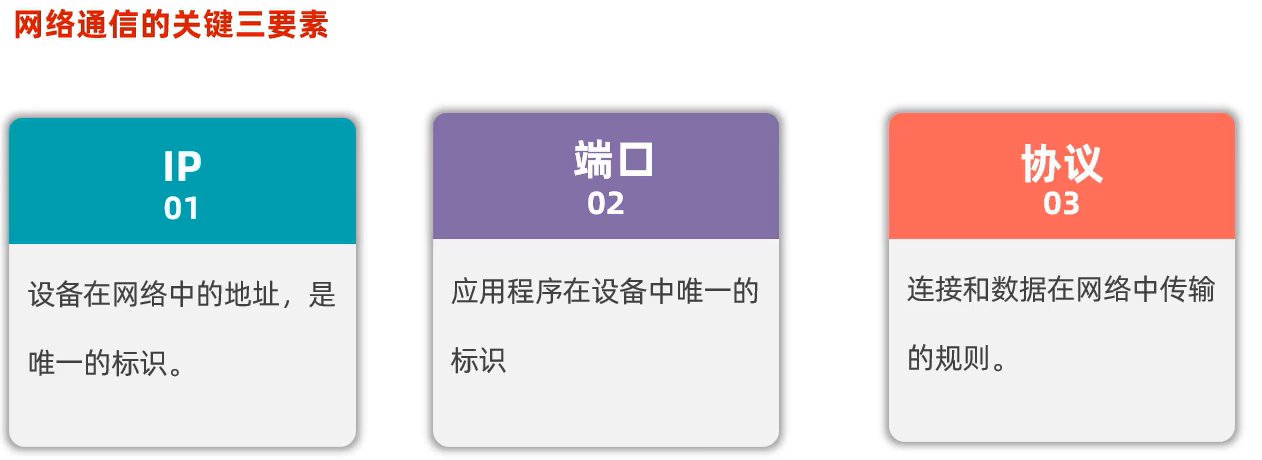 网络通信的关键三要素
IP
01
设备在网络中的地址，是
唯一的标识。
端口
02
应用程序在设备中唯一的
标识
协议
03
连接和数据在网络中传输
的规则。